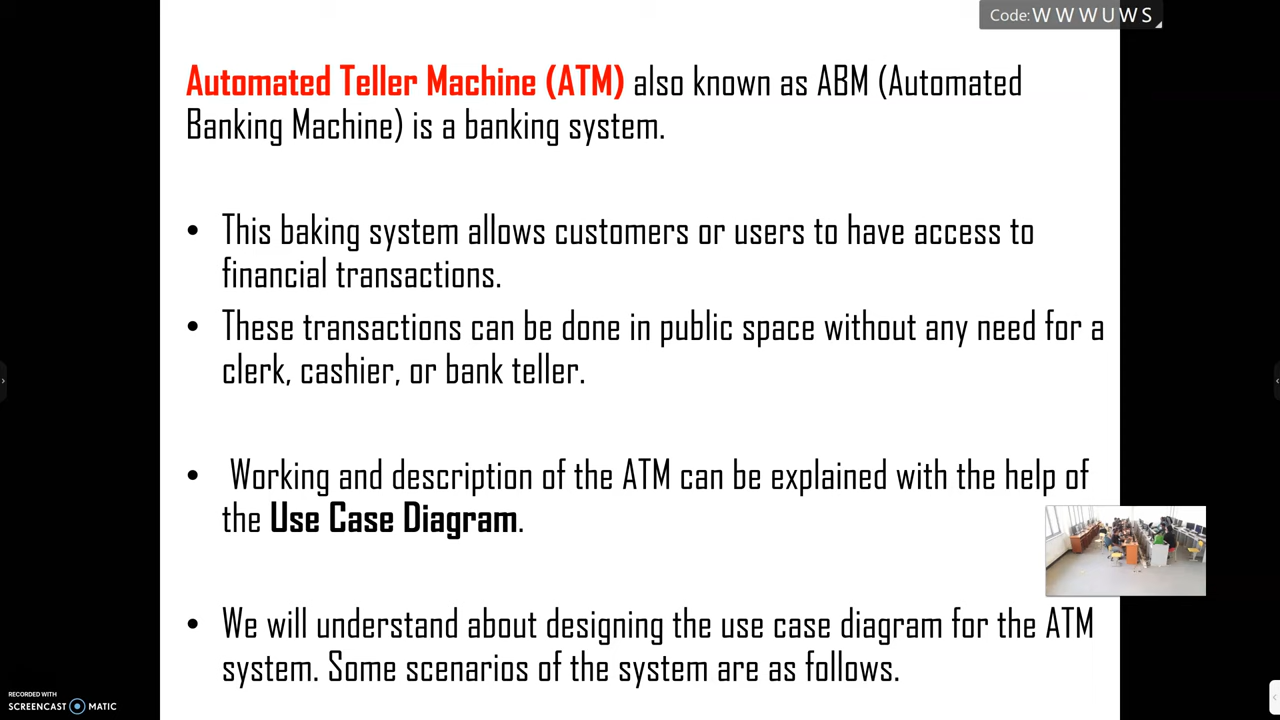 Code:WWWUWS
Automated Teller Machine (ATM) also known as ABM (Automated
Banking Machine) is a banking system.
• This baking system allows customers or users to have access to
financial transactions.
• These transactions can be done in public space without any need for a
clerk, cashier, or bank teller.
• Working and description of the ATM can be explained with the help of
the Use Case Diagram.
• We will understand about designing the use case diagram for the ATM
system. Some scenarios of the system are as follows.
RECORDED WITH
SCREENCAST MATIC